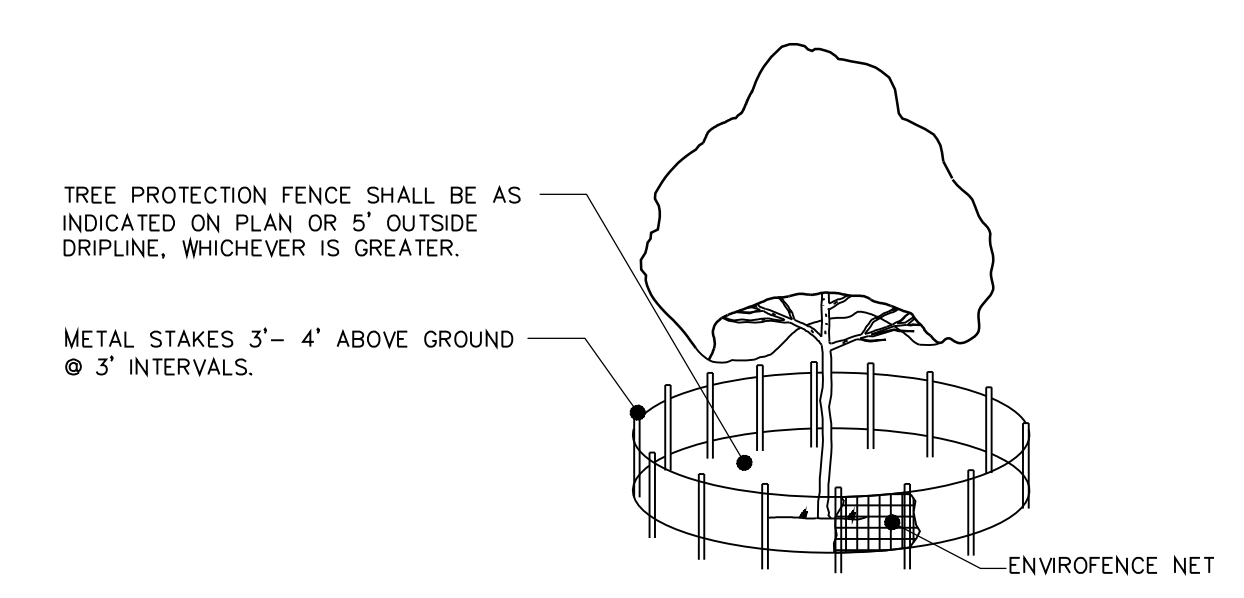 TREE PROTECTION FENCE SHALL BE AS
INDICATED ON PLAN OR 5' OUTSIDE
DRIPLINE, WHICHEVER IS GREATER.
METAL STAKES 3'- 4' ABOVE GROUND
@ 3' INTERVALS.
ENVIROFENCE NET